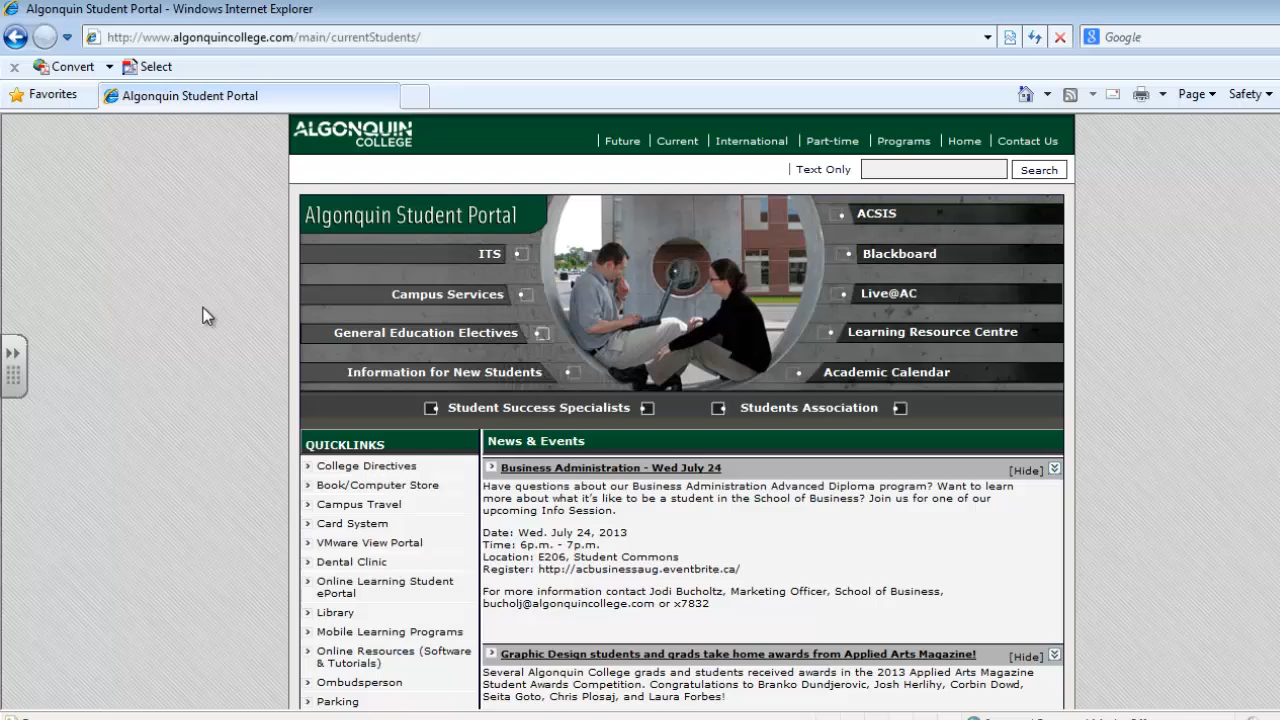 Algonquin Student Portal - Windows Internet Explorer
http://www.algonquincollege.com/main/currentStudents/
Google
Convert
Select
Favorites
Algonquin Student Portal
Page
Safety
ALGONQUIN
COLLEGE
Future
Current
International
Part-time
Programs
Home
Contact Us
Text Only
Search
Algonquin Student Portal
ITS
Campus Services
General Education Electives
Information for New Students
ACSIS
Blackboard
Live@AC
Learning Resource Centre
Academic Calendar
Student Success Specialists
Students Association
QUICKLINKS
College Directives
Book/Computer Store
Campus Travel
Card System
VMware View Portal
Dental Clinic
Online Learning Student
ePortal
Library
Mobile Learning Programs
Online Resources (Software
& Tutorials)
Ombudsperson
Parking
News & Events
Business Administration - Wed July 24
[Hide]
Have questions about our Business Administration Advanced Diploma program? Want to learn
more about what it's like to be a student in the School of Business? Join us for one of our
upcoming Info Session.
Date: Wed. July 24, 2013
Time: 6p.m. - 7p.m.
Location: E206, Student Commons
Register: http://acbusinessaug.eventbrite.ca/
For more information contact Jodi Bucholtz, Marketing Officer, School of Business,
bucholj@algonquincollege.com or x7832
Graphic Design students and grads take home awards from Applied Arts Magazine!
[Hide]
Several Algonquin College grads and students received awards in the 2013 Applied Arts Magazine
Student Awards Competition. Congratulations to Branko Dundjerovic, Josh Herlihy, Corbin Dowd,
Seita Goto, Chris Plosaj, and Laura Forbes!